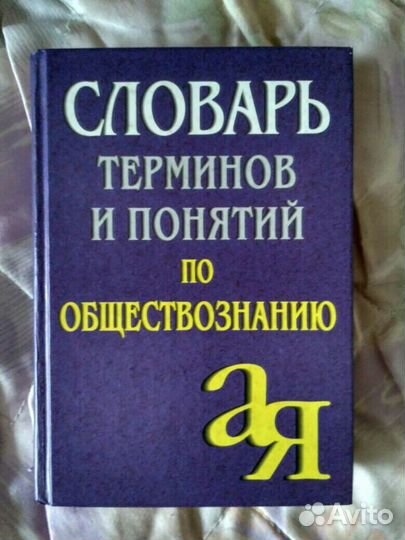 СЛОВАРЬ
ТЕРМИНОВ
И ПОНЯТИЙ
ПО
ОБЩЕСТВОЗНАНИЮ
а
Я
Avito